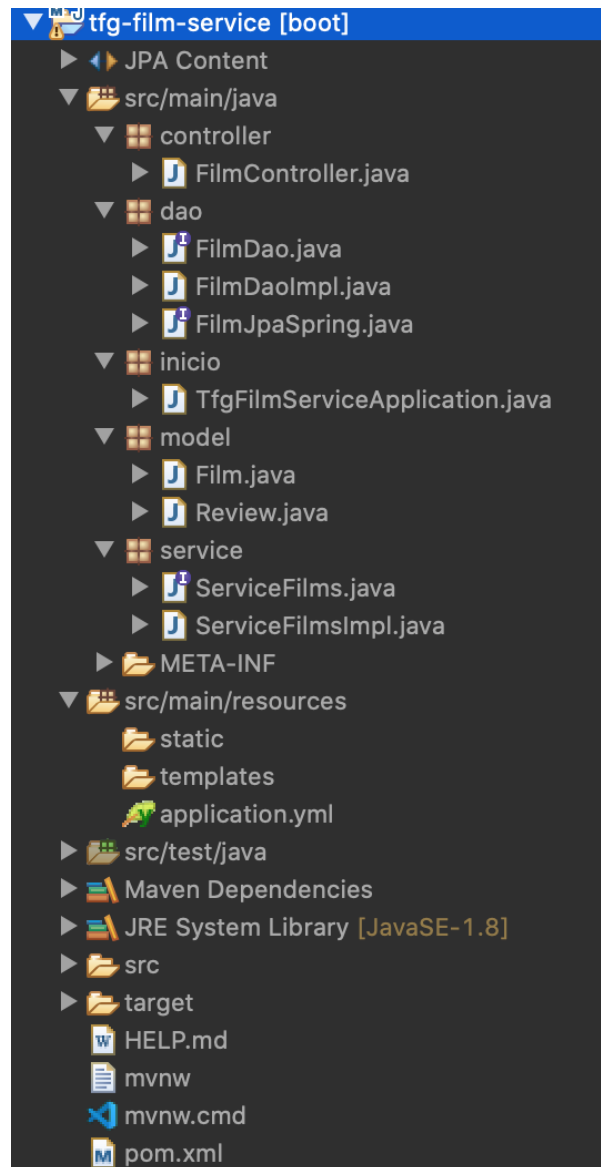 tfg-film-service [boot]
JPA Content
src/main/java
controller
FilmController.java
dao
FilmDao.java
FilmDaoImpl.java
FilmJpaSpring.java
inicio
TfgFilmServiceApplication.java
model
Film.java
Review.java
service
ServiceFilms.java
ServiceFilmsImpl.java
META-INF
src/main/resources
static
templates
application.yml
src/test/java
Maven Dependencies
JRE System Library [JavaSE-1.8]
src
target
HELP.md
mvnw
mvnw.cmd
pom.xml